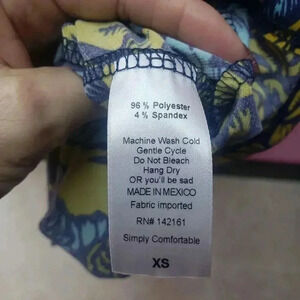 96 % Polyester
4 % Spandex
Machine Wash Cold
Gentle Cycle
Do Not Bleach
Hang Dry
OR you'll be sad
MADE IN MEXICO
Fabric imported
RN# 142161
Simply Comfortable
XS